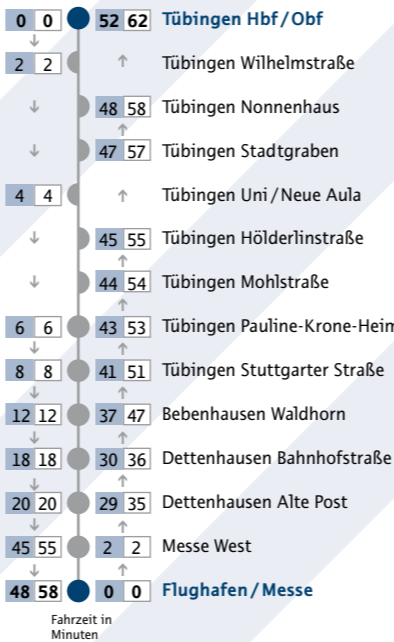 0 0 52 62 Tübingen Hbf / Obf
2 2 Tübingen Wilhelmstraße
48 58 Tübingen Nonnenhaus
47 57 Tübingen Stadtgraben
4 4 Tübingen Uni / Neue Aula
45 55 Tübingen Hölderlinstraße
44 54 Tübingen Mohlstraße
6 6 43 53 Tübingen Pauline-Krone-Heim
8 8 41 51 Tübingen Stuttgarter Straße
12 12 37 47 Bebenhausen Waldhorn
18 18 30 36 Dettenhausen Bahnhofstraße
20 20 29 35 Dettenhausen Alte Post
45 55 2 2 Messe West
48 58 0 0 Flughafen / Messe
Fahrzeit in
Minuten